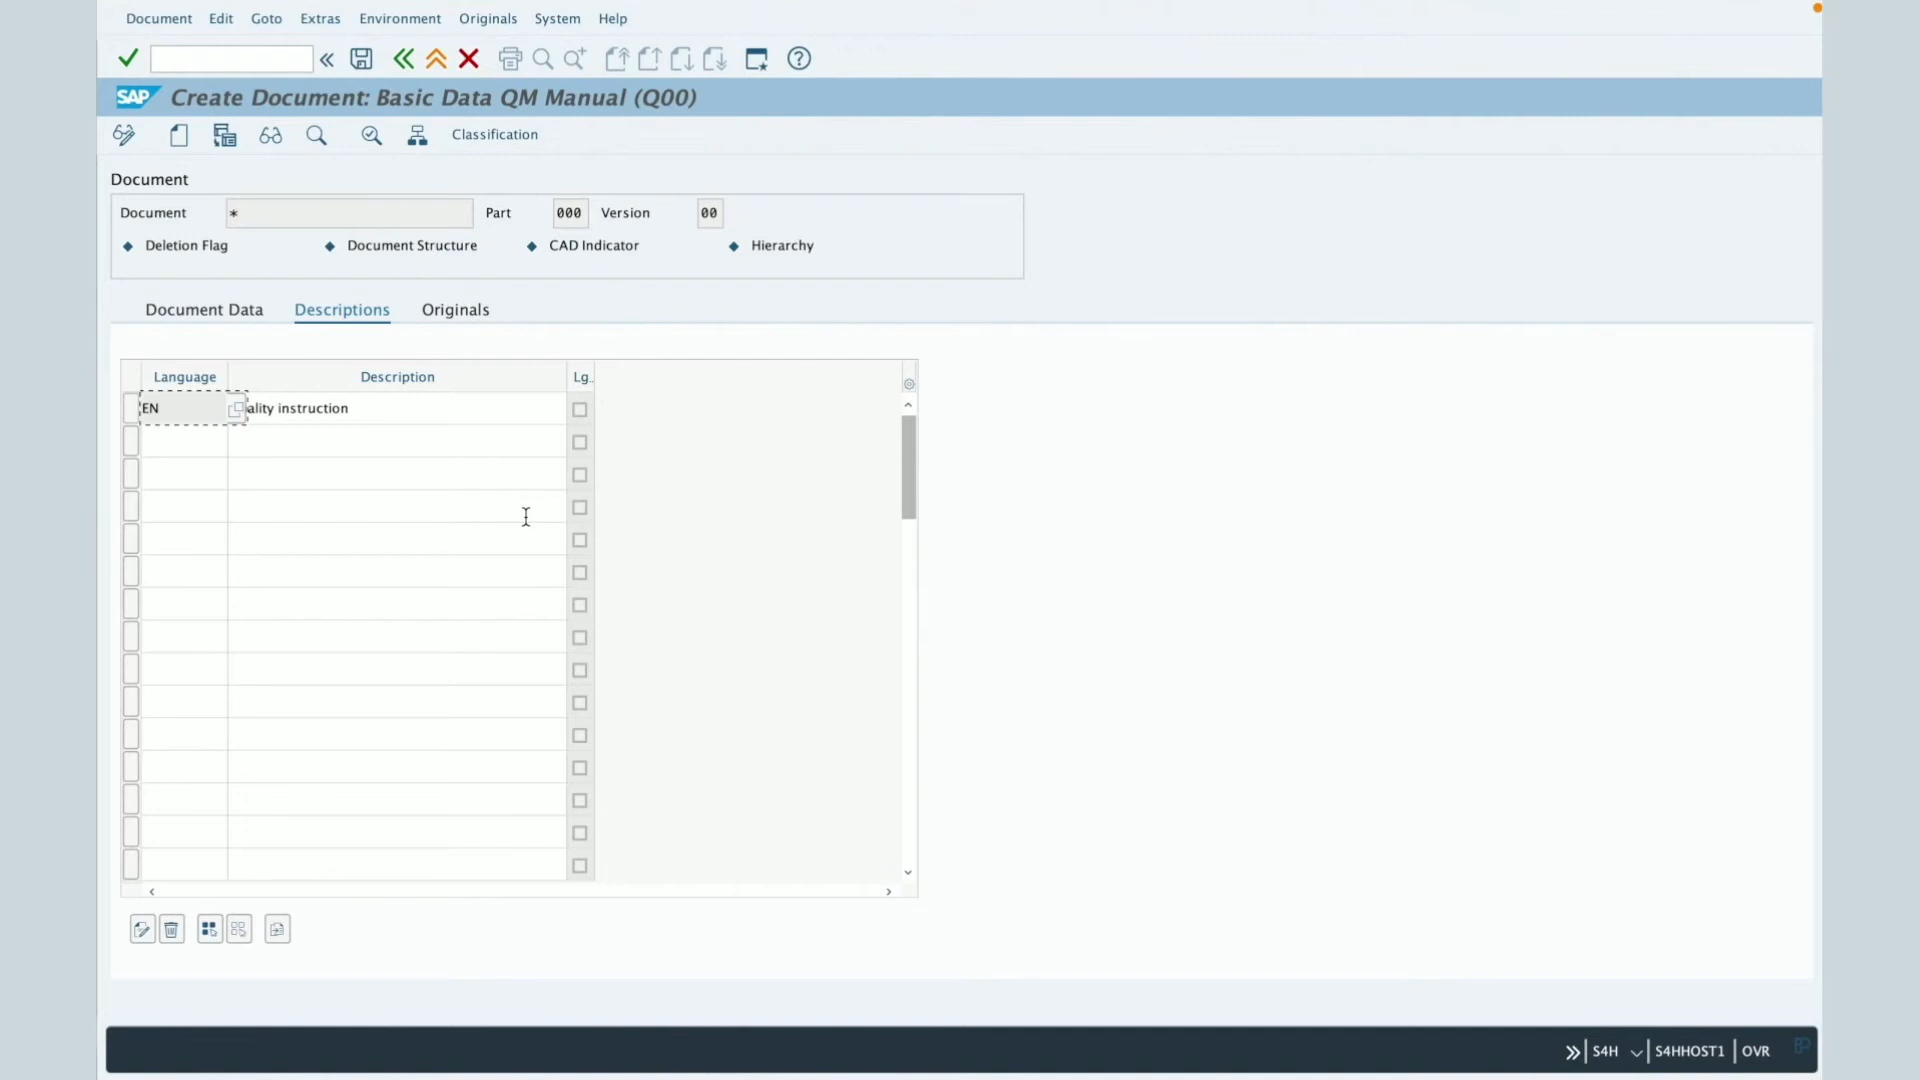 Document Edit Goto Extras Environment Originals System Help
SAP Create Document: Basic Data QM Manual (Q00)
Classification
Document
Document * Part 000 Version 00
Deletion Flag Document Structure CAD Indicator Hierarchy
Document Data Descriptions Originals
Language Description Lg..
EN ality instruction
S4H S4HHOST1 OVR